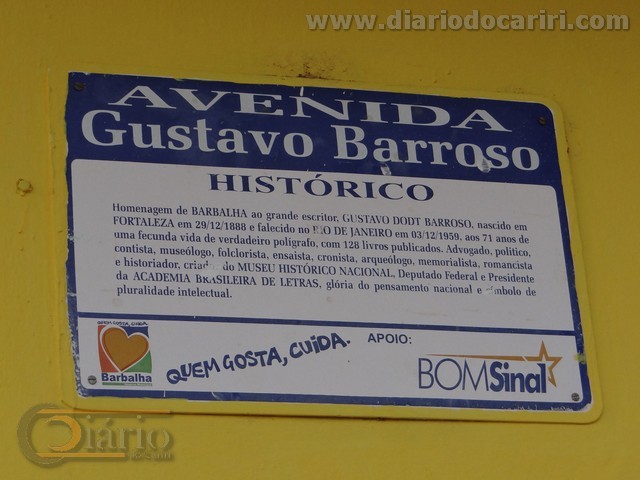 www.diariodocariri.com
AVENIDA
Gustavo Barroso
HISTÓRICO
Homenagem de BARBALHA ao grande escritor, GUSTAVO DODT BARROSO, nascido em
FORTALEZA em 29/12/1888 e falecido no RIO DE JANEIRO em 03/12/1959, aos 71 anos de
uma fecunda vida de verdadeiro polígrafo, com 128 livros publicados. Advogado, político,
contista, museólogo, folclorista, ensaista, cronista, arqueólogo, memorialista, romancista
e historiador, criador do MUSEU HISTÓRICO NACIONAL, Deputado Federal e Presidente
da ACADEMIA BRASILEIRA DE LETRAS, glória do pensamento nacional e símbolo de
pluralidade intelectual.
QUEM GOSTA, CUIDA.
Barbalha
QUEM GOSTA, CUIDA.
APOIO:
BOMSinal
Diário